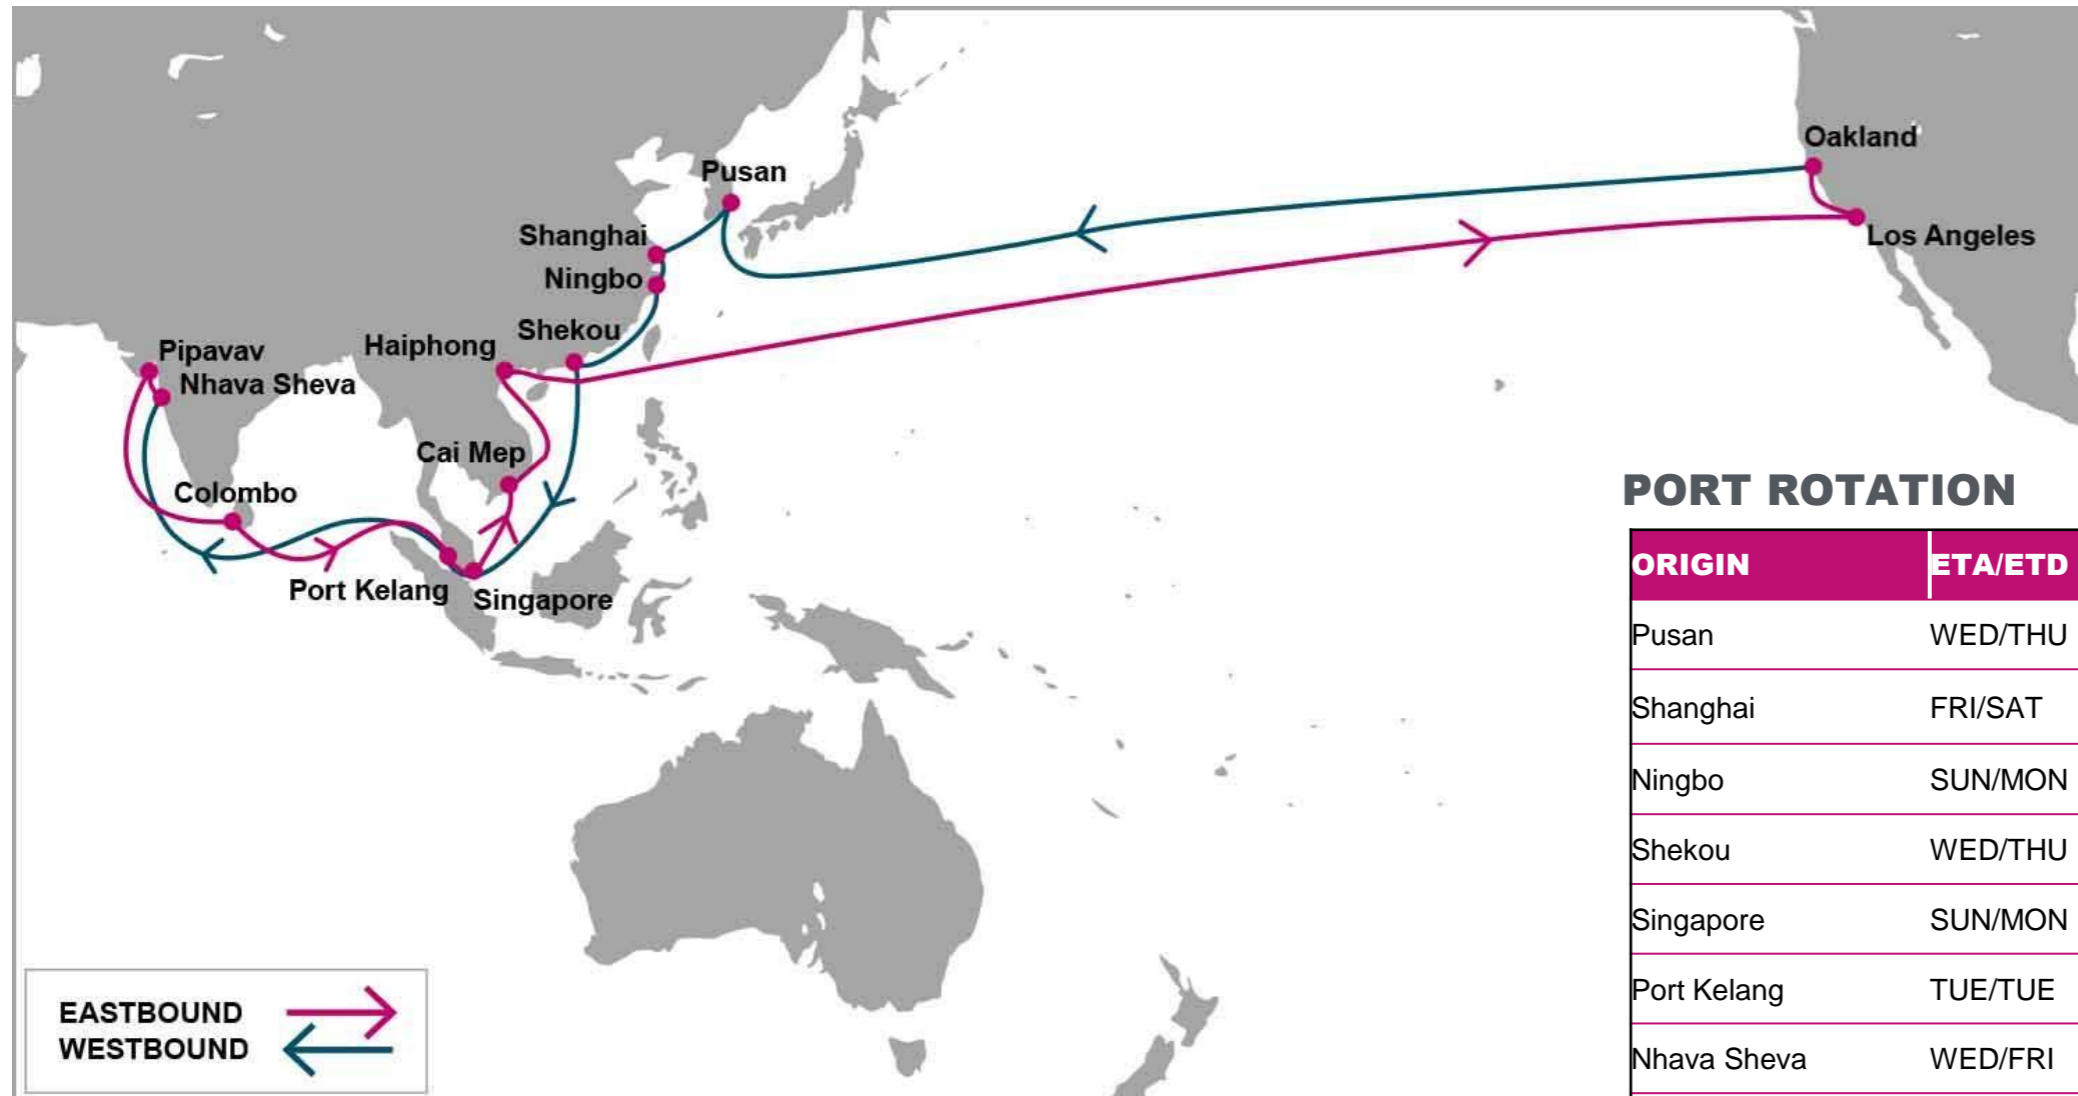 Oakland
Pusan
Los Angeles
Shanghai
Ningbo
Shekou
Haiphong
Pipavav
Nhava Sheva
Cai Mep
Colombo
Port Kelang
Singapore
EASTBOUND
WESTBOUND
PORT ROTATION
ORIGIN ETA/ETD
Pusan WED/THU
Shanghai FRI/SAT
Ningbo SUN/MON
Shekou WED/THU
Singapore SUN/MON
Port Kelang TUE/TUE
Nhava Sheva WED/FRI